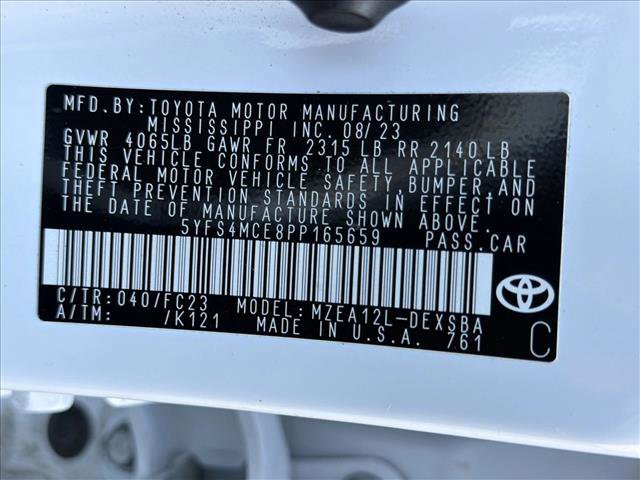 MFD. BY: TOYOTA MOTOR MANUFACTURING
MISSISSIPPI INC. 08/23
GVWR 4065LB GAWR FR 2315 LB RR 2140 LB
THIS VEHICLE CONFORMS TO ALL APPLICABLE
FEDERAL MOTOR VEHICLE SAFETY, BUMPER, AND
THEFT PREVENTION STANDARDS IN EFFECT ON
THE DATE OF MANUFACTURE SHOWN ABOVE.
5YFS4MCE8PP165659 PASS. CAR
C/TR: 040/FC23 MODEL: MZEA12L-DEXSBA
A/TM: /K121 MADE IN U.S.A. 761 C